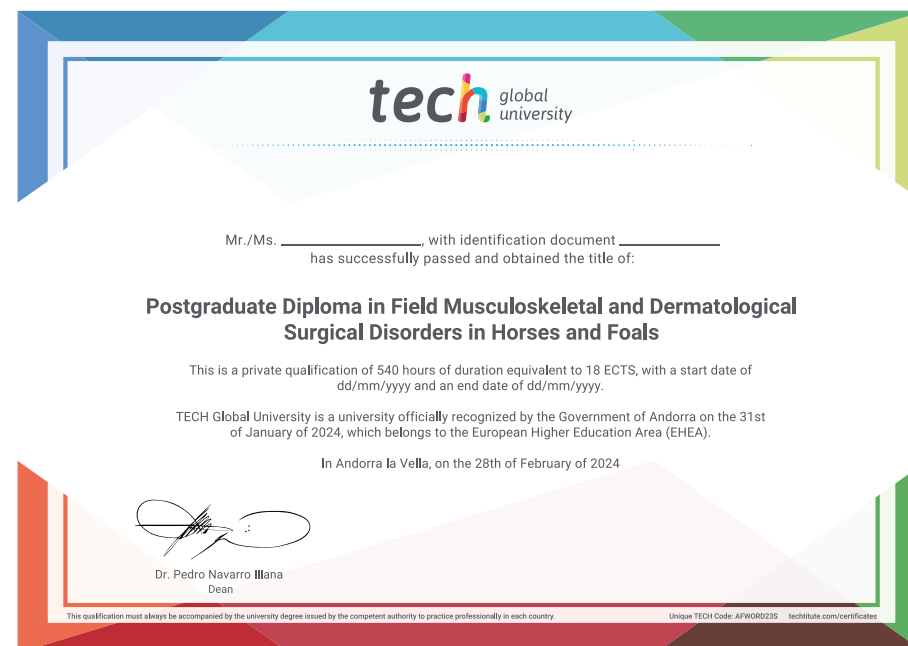 tech global university
Mr./Ms. ____________, with identification document ____________
has successfully passed and obtained the title of:
Postgraduate Diploma in Field Musculoskeletal and Dermatological
Surgical Disorders in Horses and Foals
This is a private qualification of 540 hours of duration equivalent to 18 ECTS, with a start date of
dd/mm/yyyy and an end date of dd/mm/yyyy.
TECH Global University is a university officially recognized by the Government of Andorra on the 31st
of January of 2024, which belongs to the European Higher Education Area (EHEA).
In Andorra la Vella, on the 28th of February of 2024
Dr. Pedro Navarro Illana
Dean
This qualification must always be accompanied by the university degree issued by the competent authority to practice professionally in each country.
Unique TECH Code: AFWORD23S techtitute.com/certificates